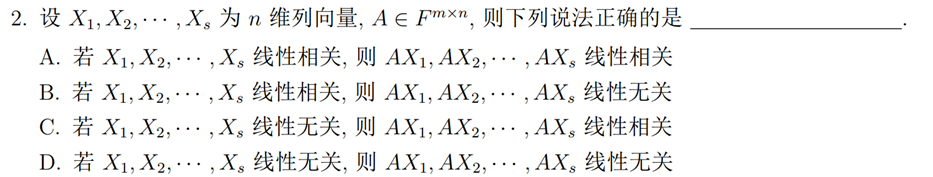 2. 设 X₁, X₂, ⋯ , Xₛ 为 n 维列向量, A ∈ Fᵐˣⁿ, 则下列说法正确的是 ____________.
A. 若 X₁, X₂, ⋯ , Xₛ 线性相关, 则 AX₁, AX₂, ⋯ , AXₛ 线性相关
B. 若 X₁, X₂, ⋯ , Xₛ 线性相关, 则 AX₁, AX₂, ⋯ , AXₛ 线性无关
C. 若 X₁, X₂, ⋯ , Xₛ 线性无关, 则 AX₁, AX₂, ⋯ , AXₛ 线性相关
D. 若 X₁, X₂, ⋯ , Xₛ 线性无关, 则 AX₁, AX₂, ⋯ , AXₛ 线性无关